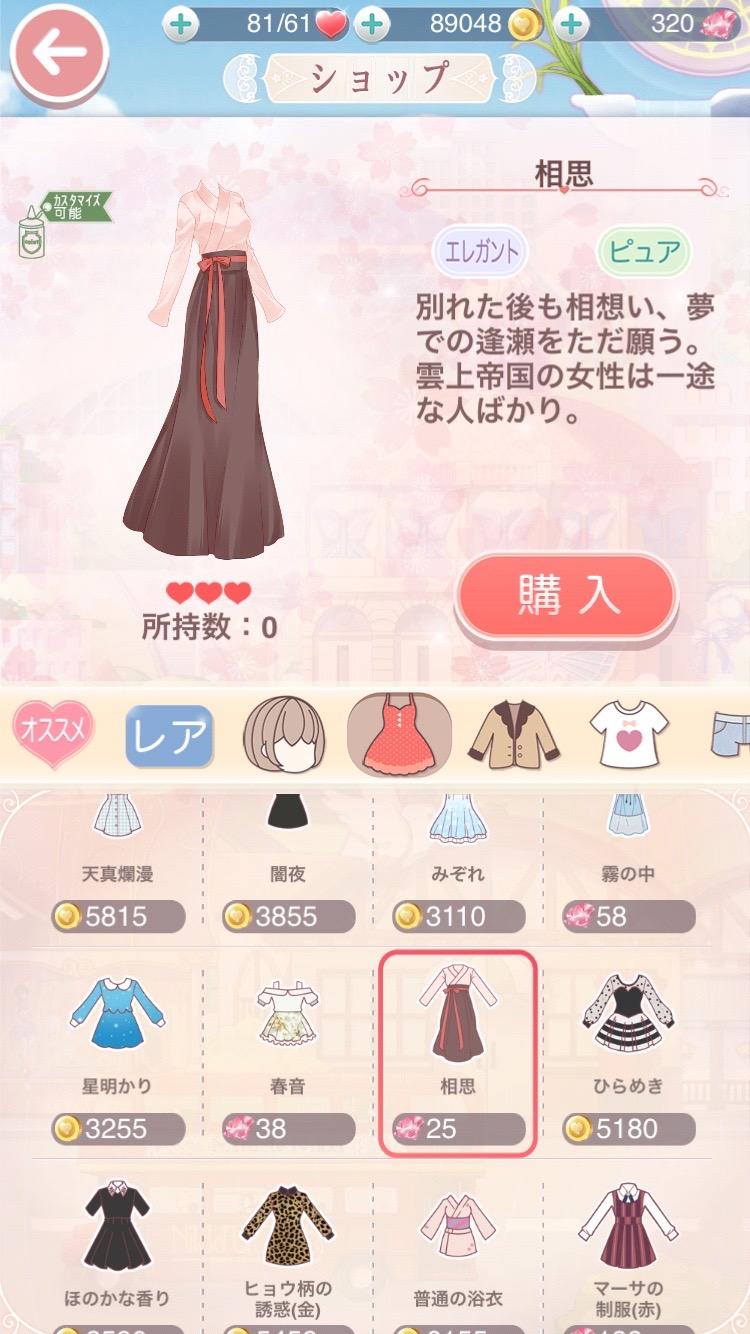 81/61
89048
320
ショップ
カスタマイズ
可能
相思
エレガント
ピュア
別れた後も相想い、夢
での逢瀬をただ願う。
雲上帝国の女性は一途
な人ばかり。
所持数：0
購入
オススメ
レア
天真爛漫
闇夜
みぞれ
霧の中
5815
3855
3110
58
星明かり
春音
相思
ひらめき
3255
38
25
5180
ほのかな香り
ヒョウ柄の
誘惑(金)
普通の浴衣
マーサの
制服(赤)